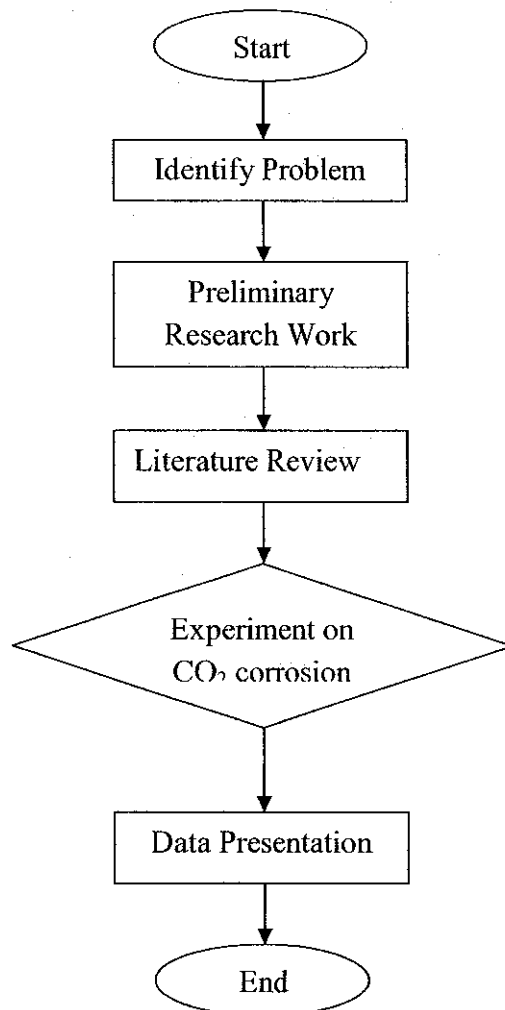 Start
Identify Problem
Preliminary
Research Work
Literature Review
Experiment on
CO₂ corrosion
Data Presentation
End